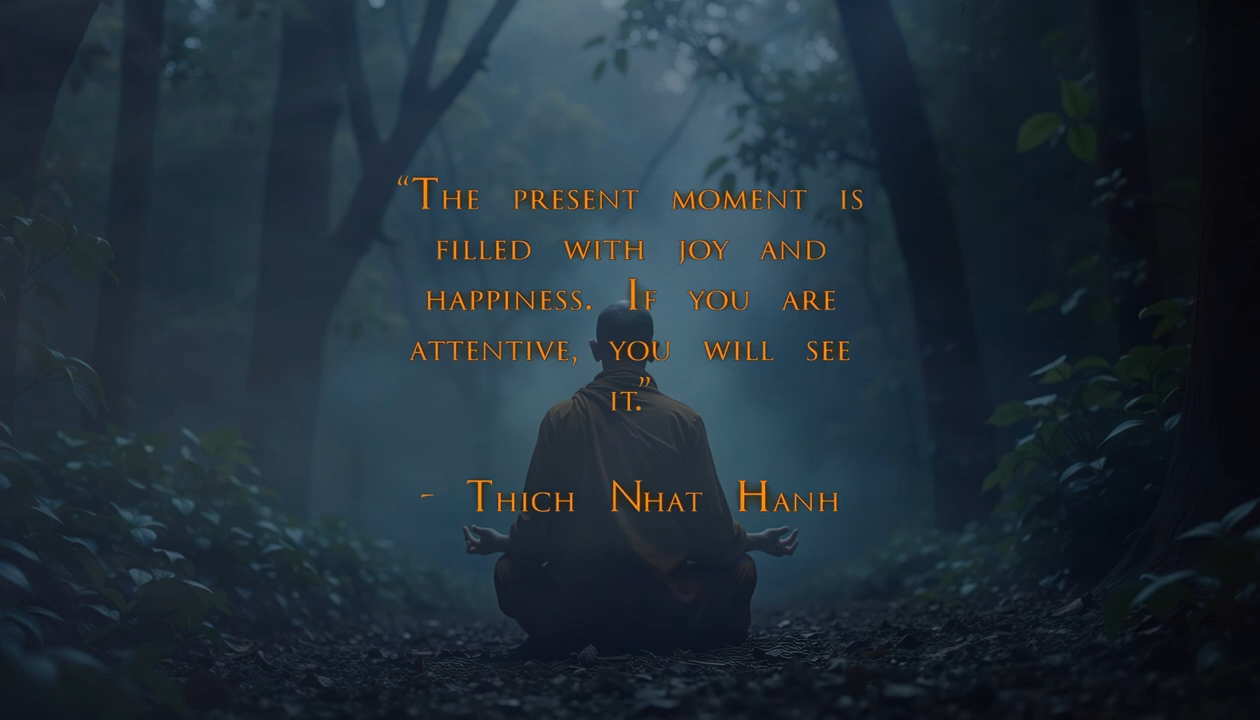 “The present moment is
filled with joy and
happiness. If you are
attentive, you will see
it.”
- Thich Nhat Hanh